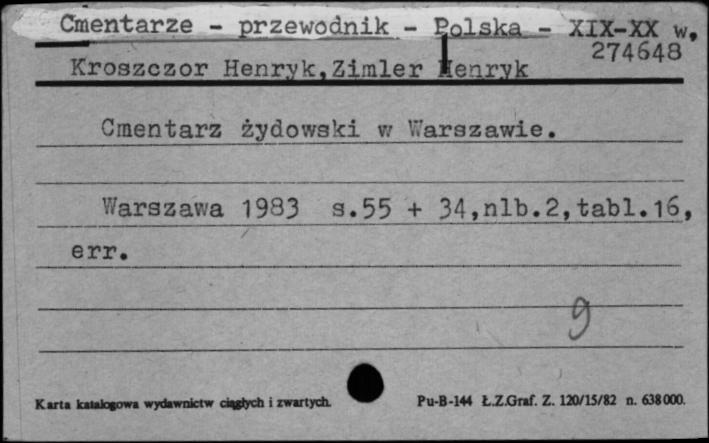 Cmentarze - przewodnik - Polska - XIX-XX w.
274648
Kroszczor Henryk,Zimler Henryk
Cmentarz żydowski w Warszawie.
Warszawa 1983 s.55 + 34,nlb.2,tabl.16,
err.
9
Karta katalogowa wydawnictw ciągłych i zwartych. Pu-B-144 Ł.Z.Graf. Z. 120/15/82 n. 638000.